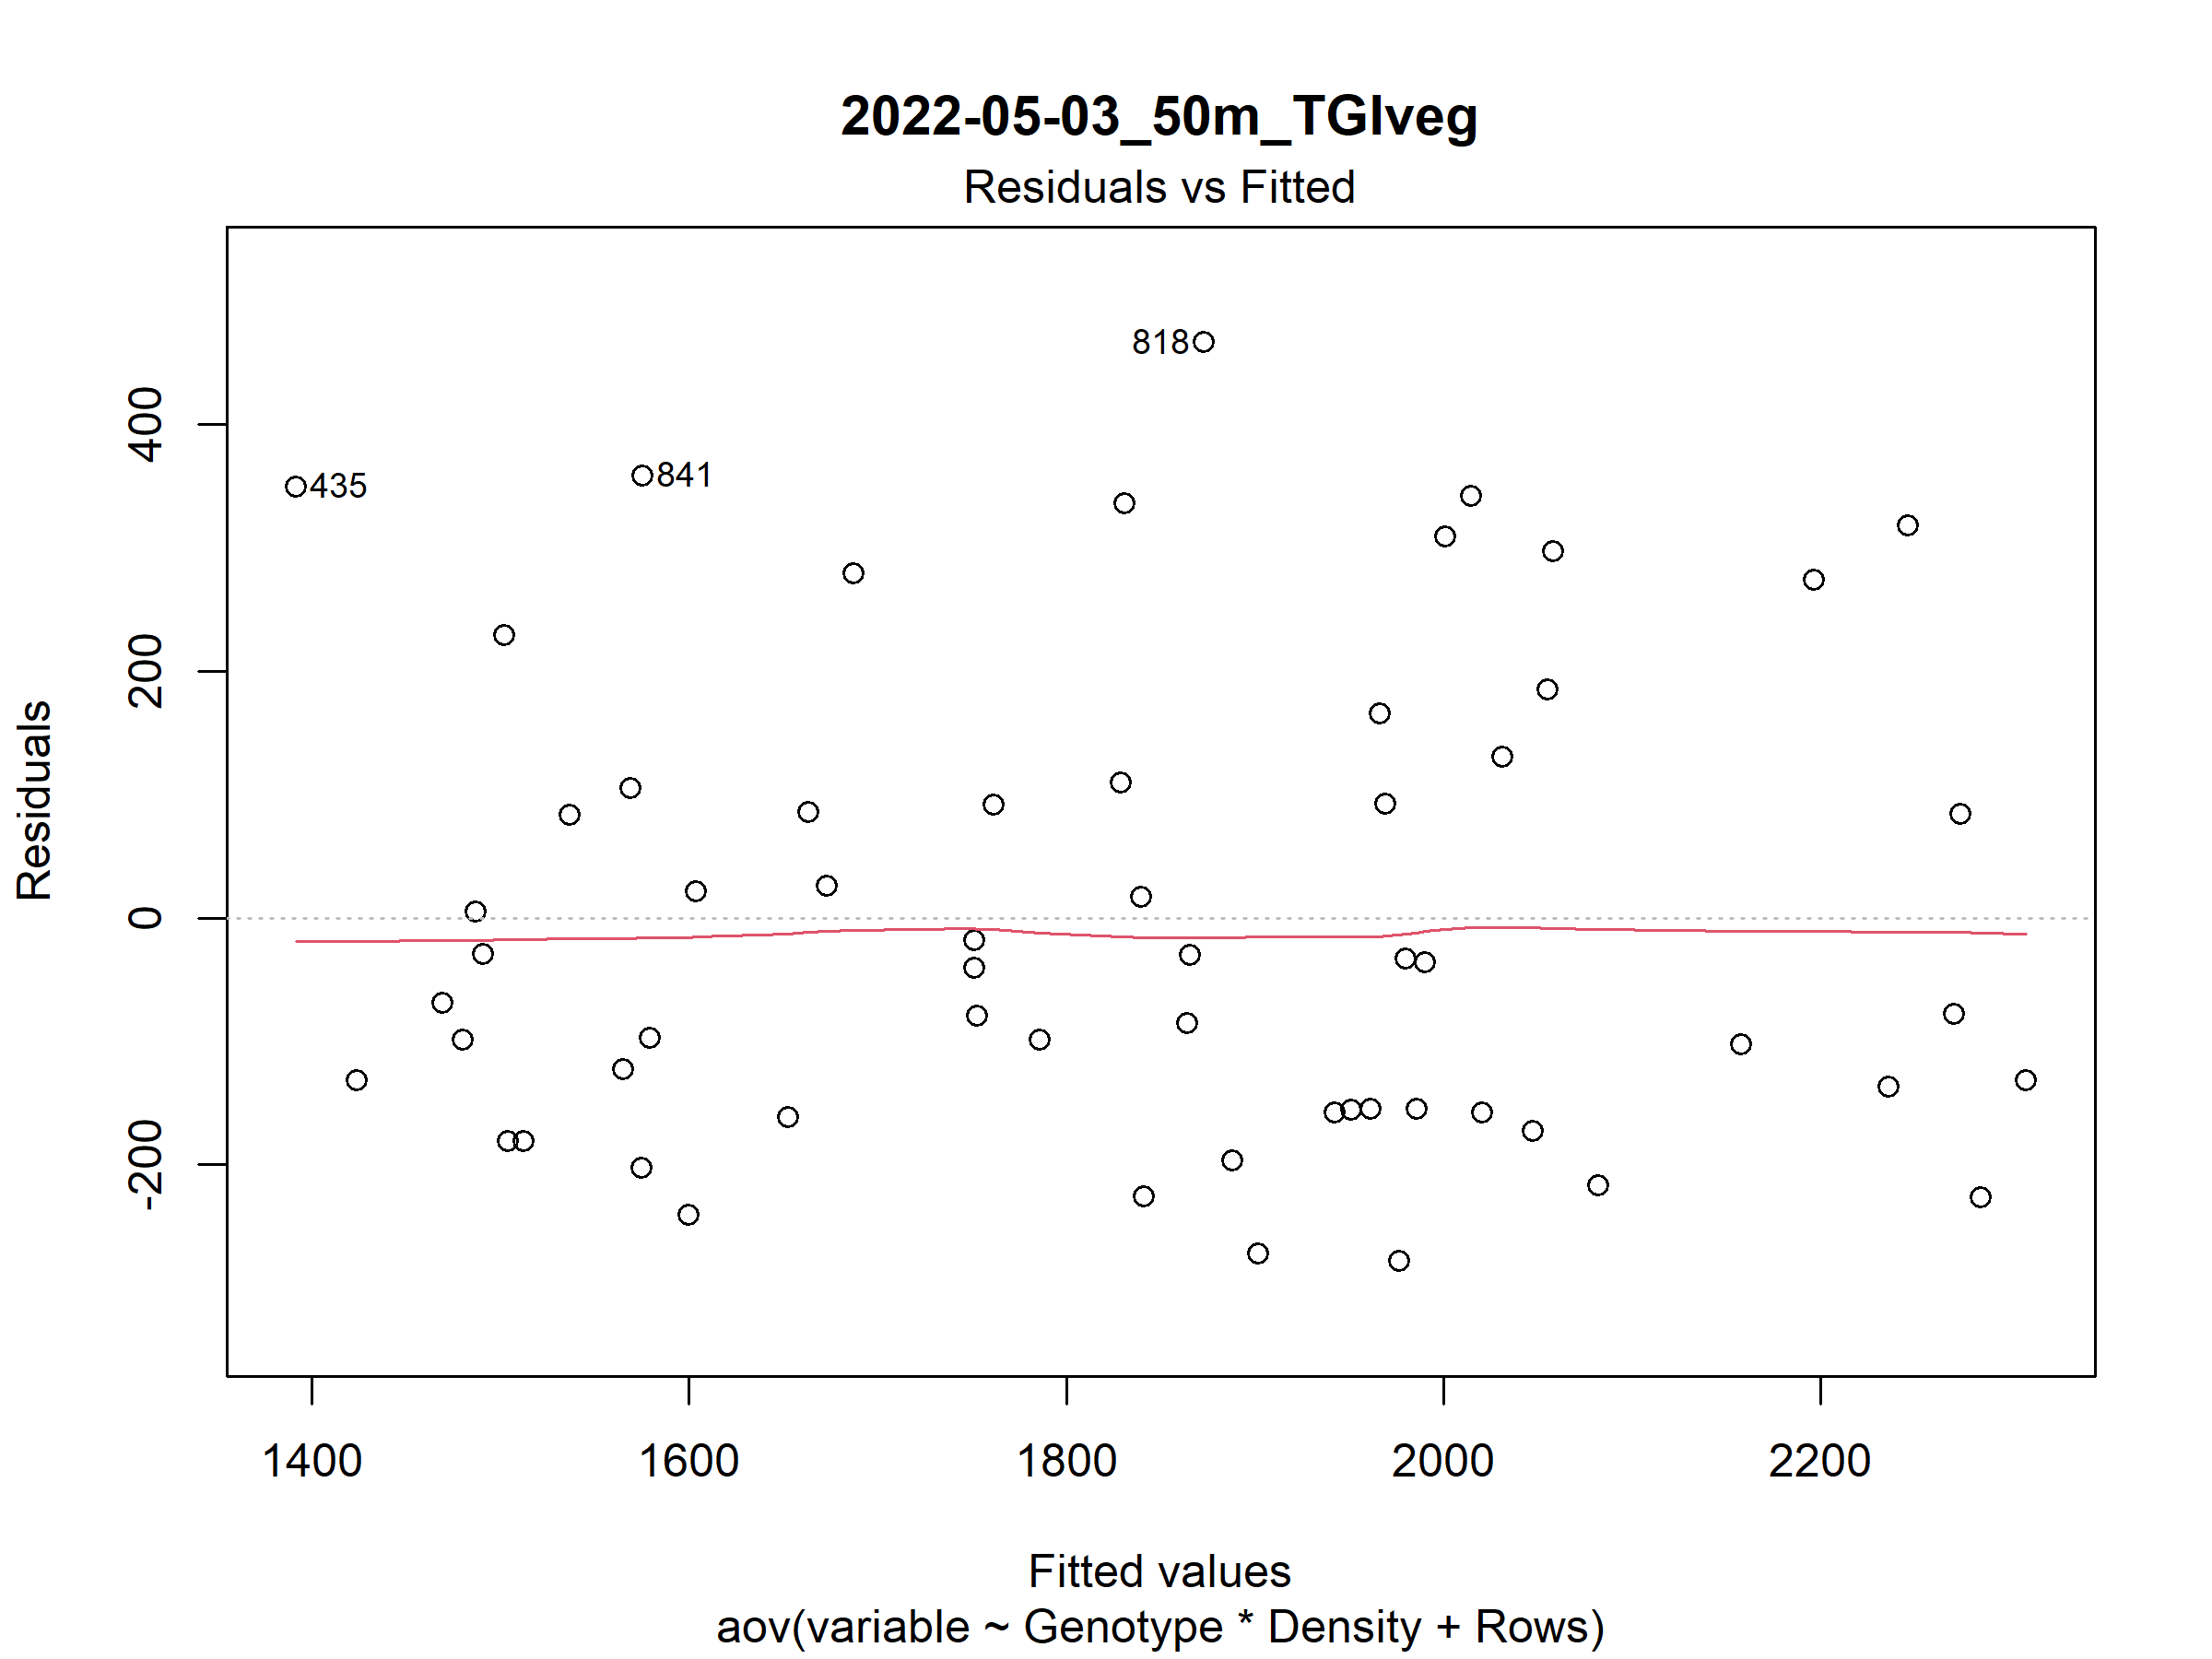 2022-05-03_50m_TGIveg
Residuals vs Fitted
818
435
841
Residuals
400
200
0
-200
1400 1600 1800 2000 2200
Fitted values
aov(variable ~ Genotype * Density + Rows)